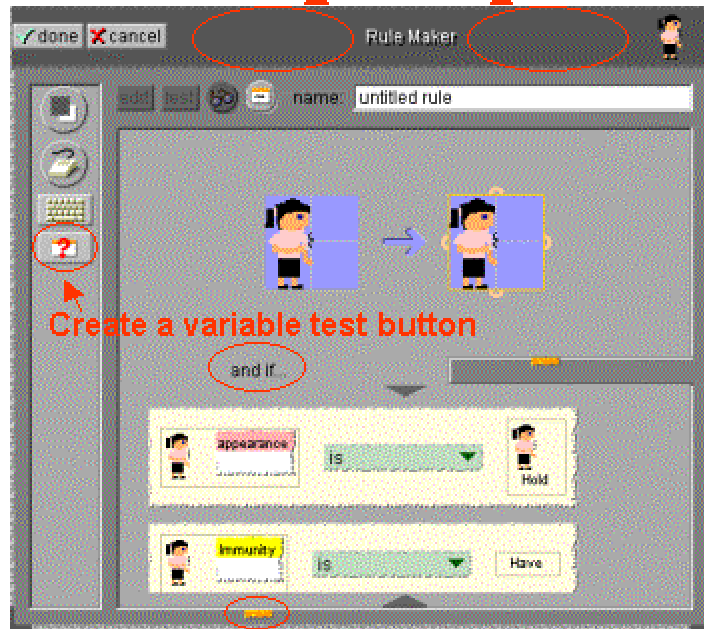 done cancel Rule Maker
edit test name: untitled rule
?
Create a variable test button
and if...
appearance is Hold
Immunity is Have